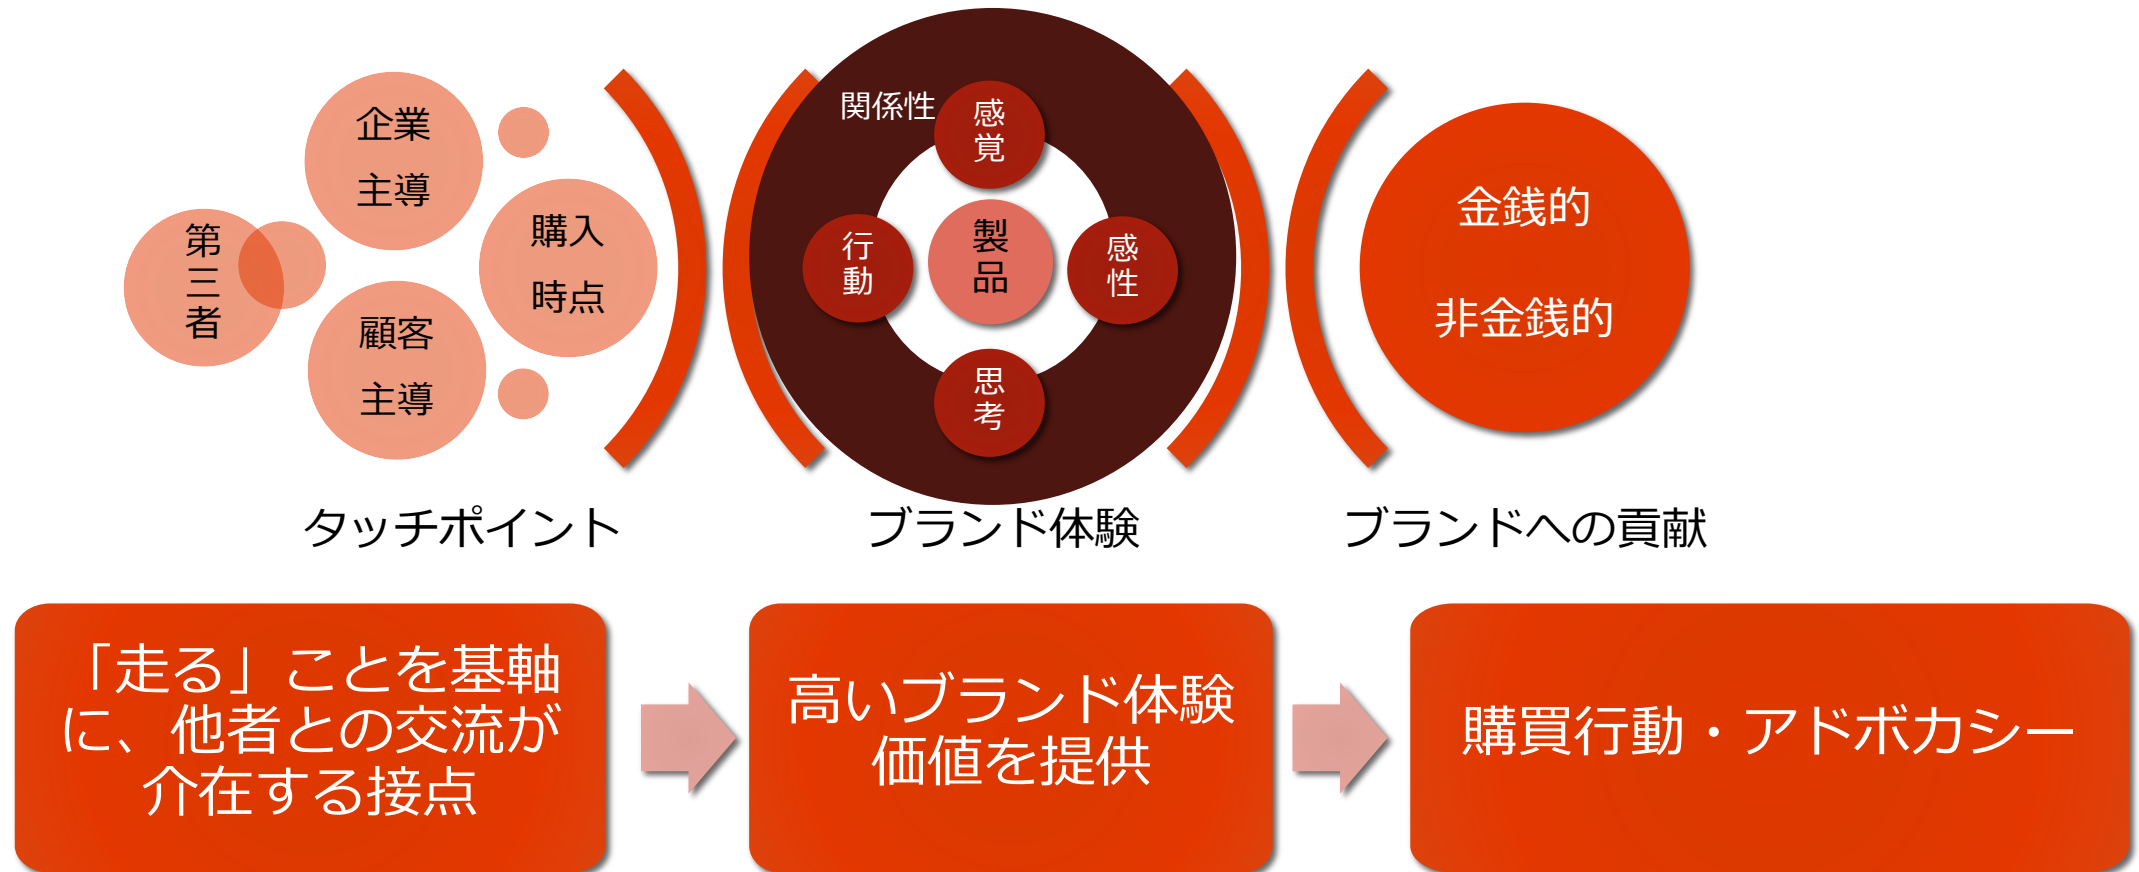 企業
主導
第三者
購入
時点
顧客
主導
タッチポイント
関係性
感覚
行動
製品
感性
思考
ブランド体験
金銭的
非金銭的
ブランドへの貢献
「走る」ことを基軸
に、他者との交流が
介在する接点
高いブランド体験
価値を提供
購買行動・アドボカシー